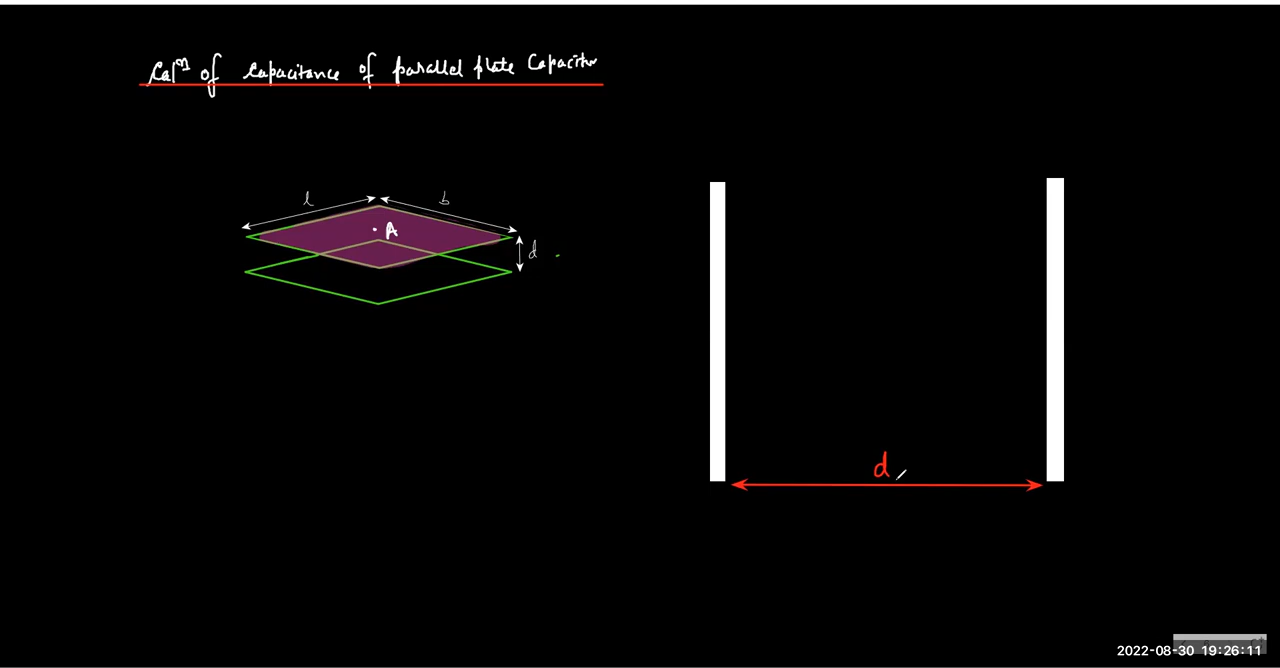 Calⁿ of Capacitance of parallel plate Capacitor
l
b
A
d
d
2022-08-30 19:26:11